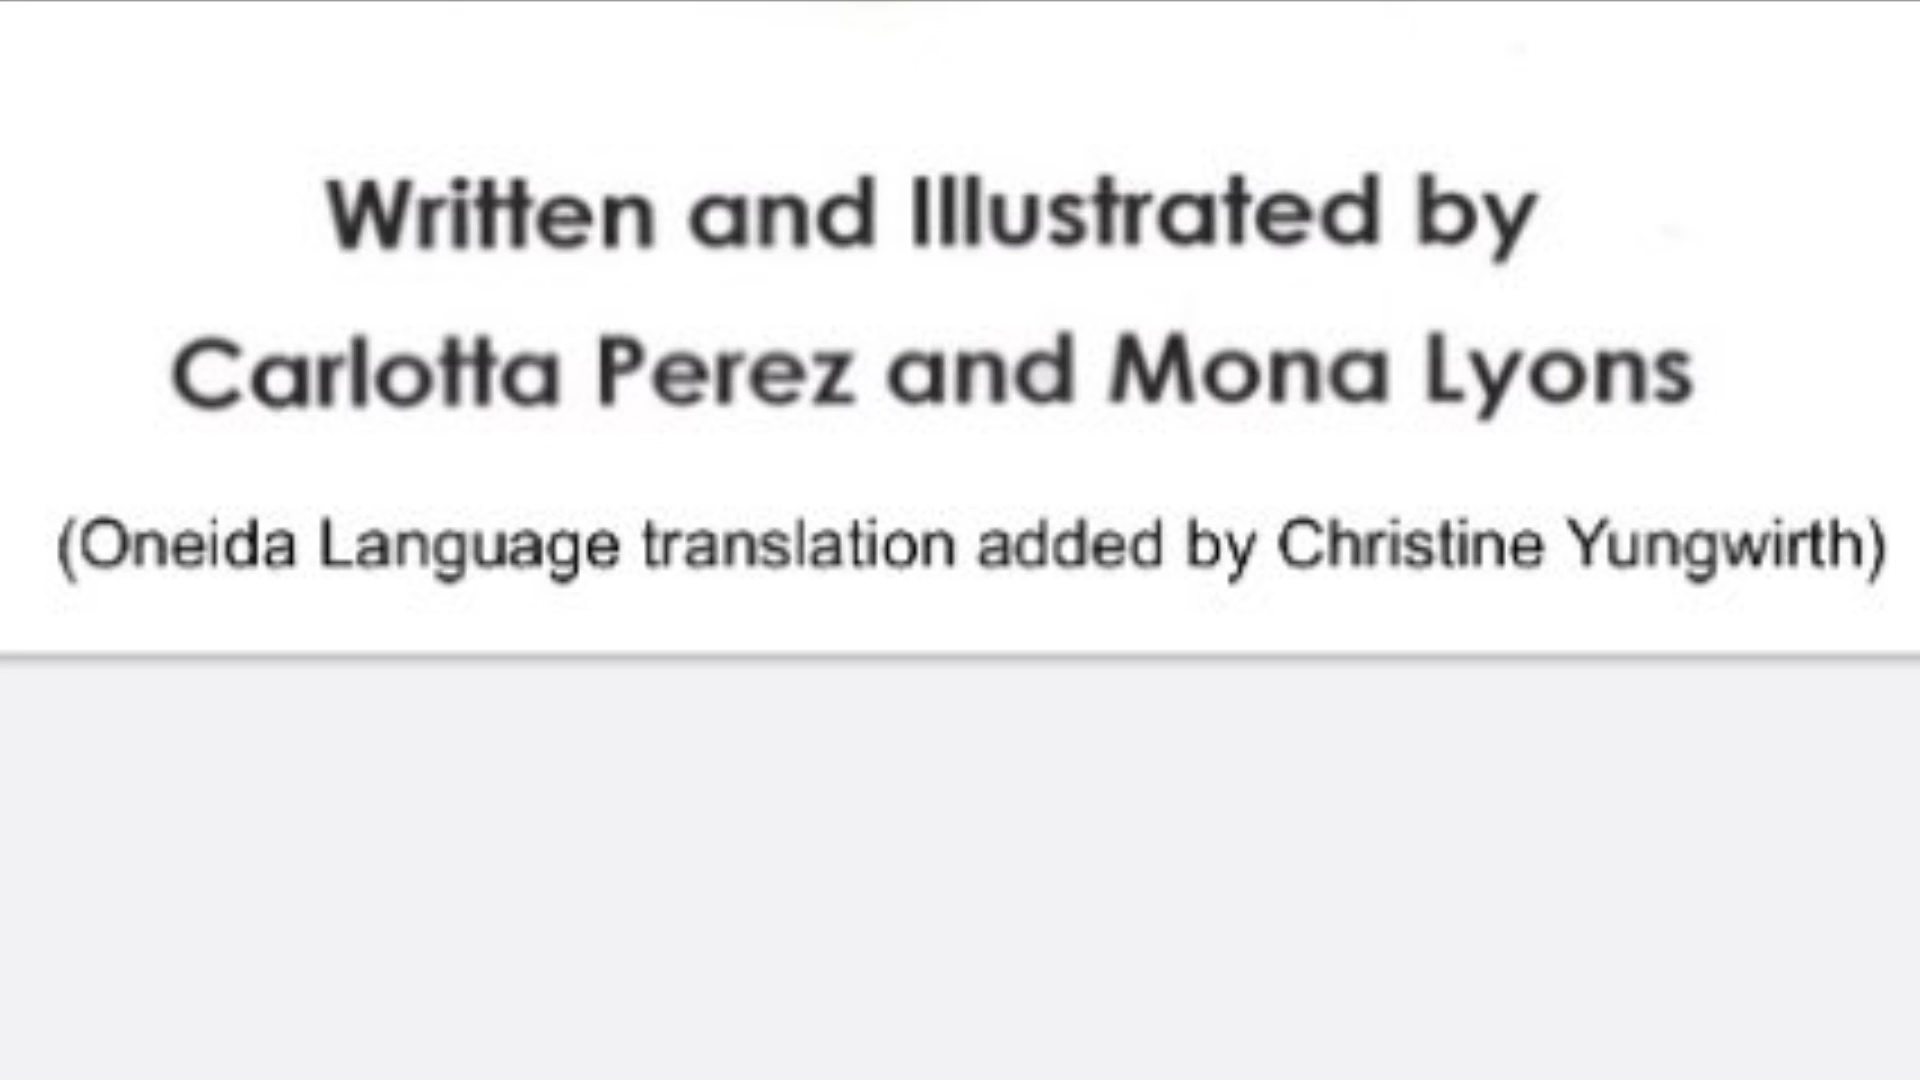 Written and Illustrated by
Carlotta Perez and Mona Lyons
(Oneida Language translation added by Christine Yungwirth)